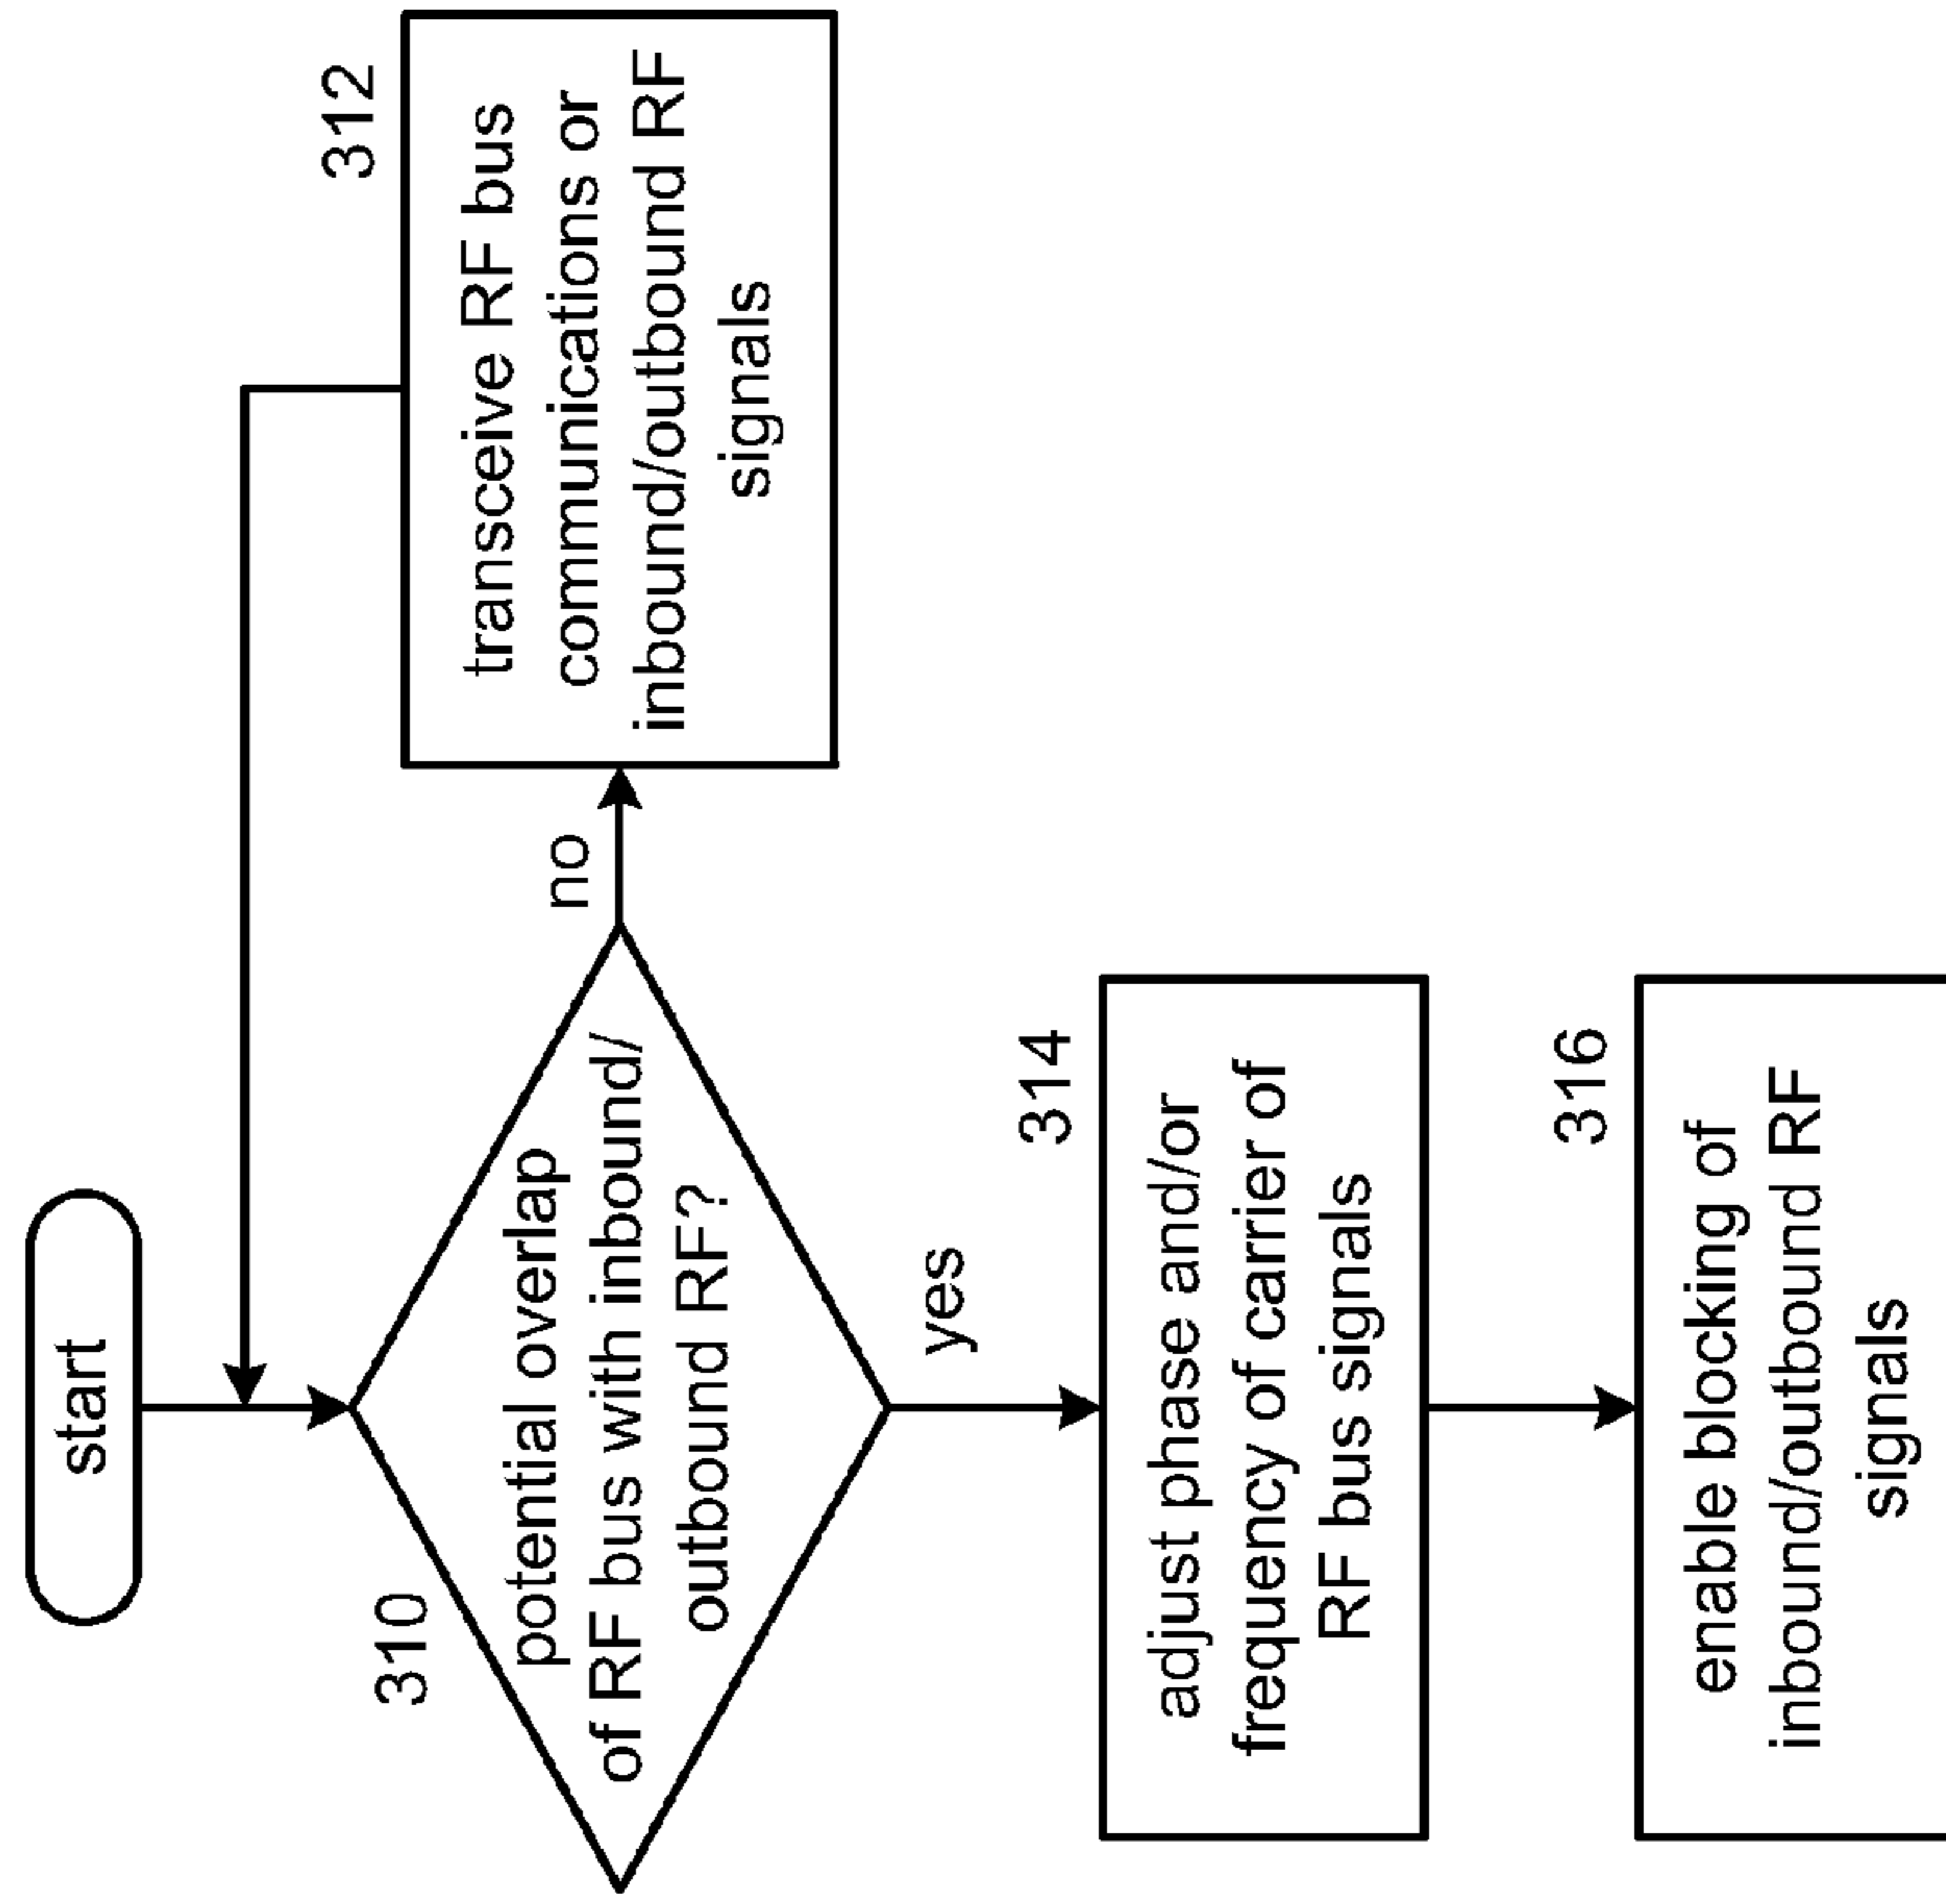 start
310
potential overlap
of RF bus with inbound/
outbound RF?
no
312
transceive RF bus
communications or
inbound/outbound RF
signals
yes
314
adjust phase and/or
frequency of carrier of
RF bus signals
316
enable blocking of
inbound/outbound RF
signals